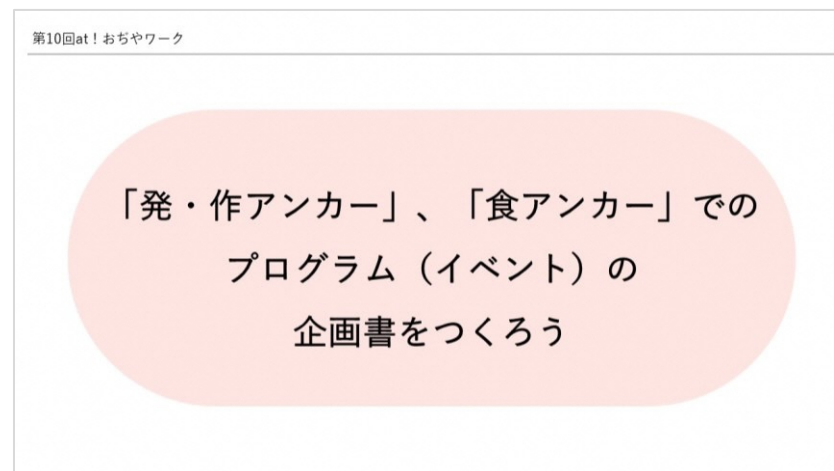 第10回at！おぢやワーク
「発・作アンカー」、「食アンカー」での
プログラム（イベント）の
企画書をつくろう